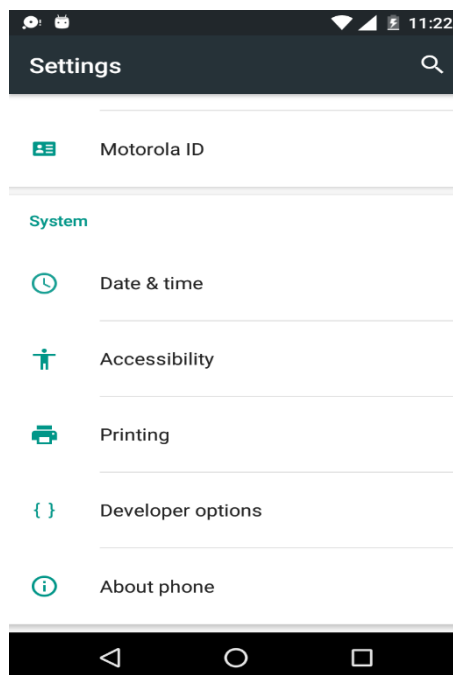 11:22
Settings
Motorola ID
System
Date & time
Accessibility
Printing
{ } Developer options
About phone